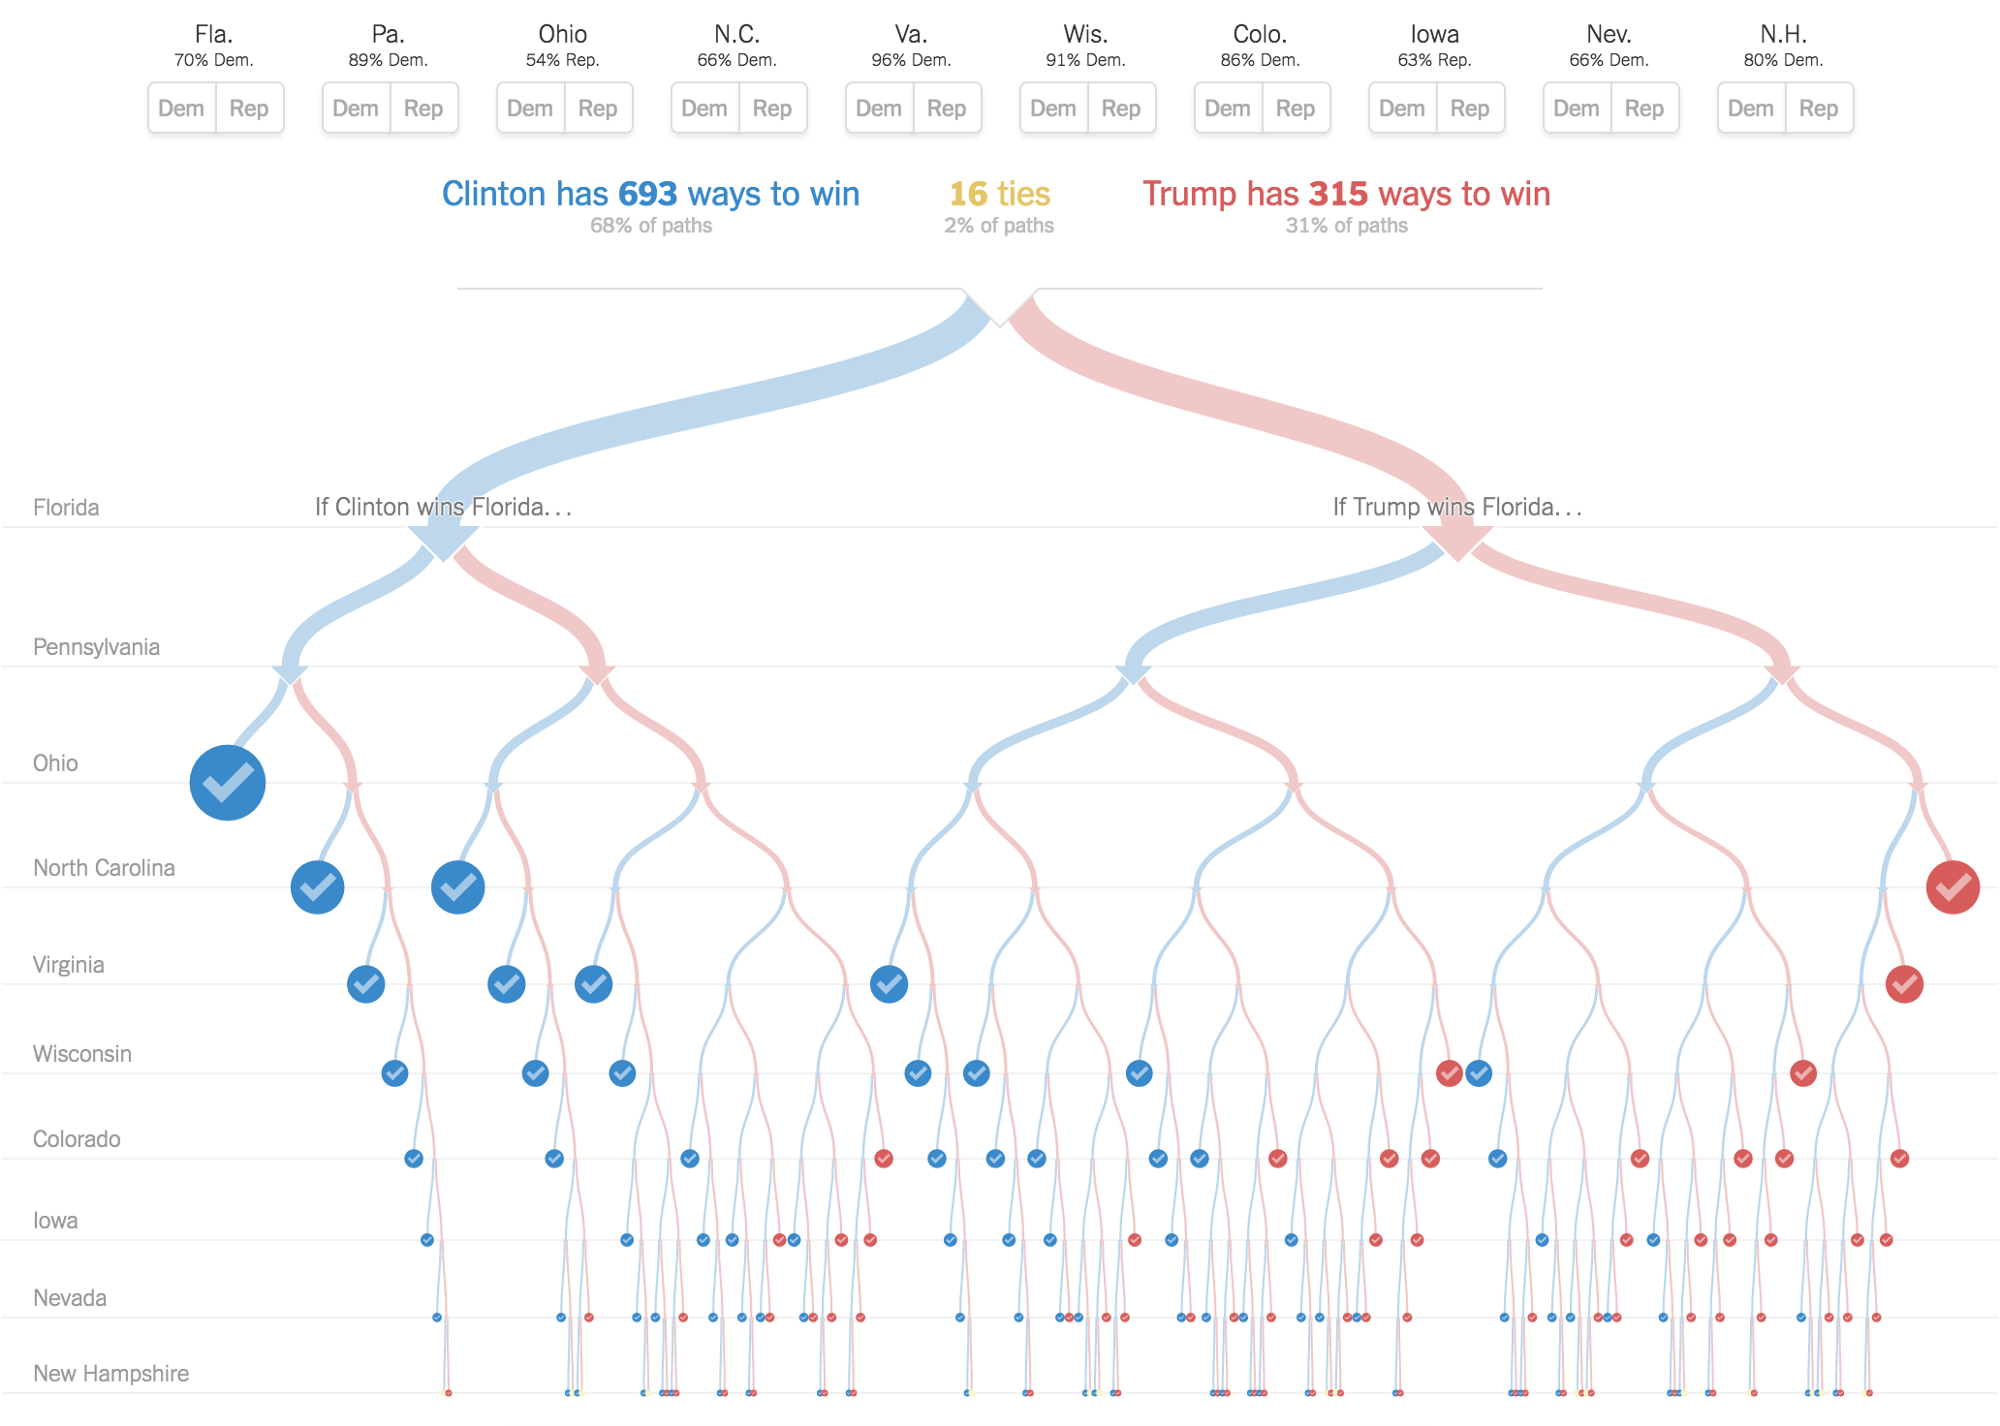 Fla. Pa. Ohio N.C. Va. Wis. Colo. Iowa Nev. N.H.
70% Dem. 89% Dem. 54% Rep. 66% Dem. 96% Dem. 91% Dem. 86% Dem. 63% Rep. 66% Dem. 80% Dem.
Dem Rep Dem Rep Dem Rep Dem Rep Dem Rep Dem Rep Dem Rep Dem Rep Dem Rep Dem Rep
Clinton has 693 ways to win 16 ties Trump has 315 ways to win
68% of paths 2% of paths 31% of paths
Florida If Clinton wins Florida... If Trump wins Florida...
Pennsylvania
Ohio
North Carolina
Virginia
Wisconsin
Colorado
Iowa
Nevada
New Hampshire